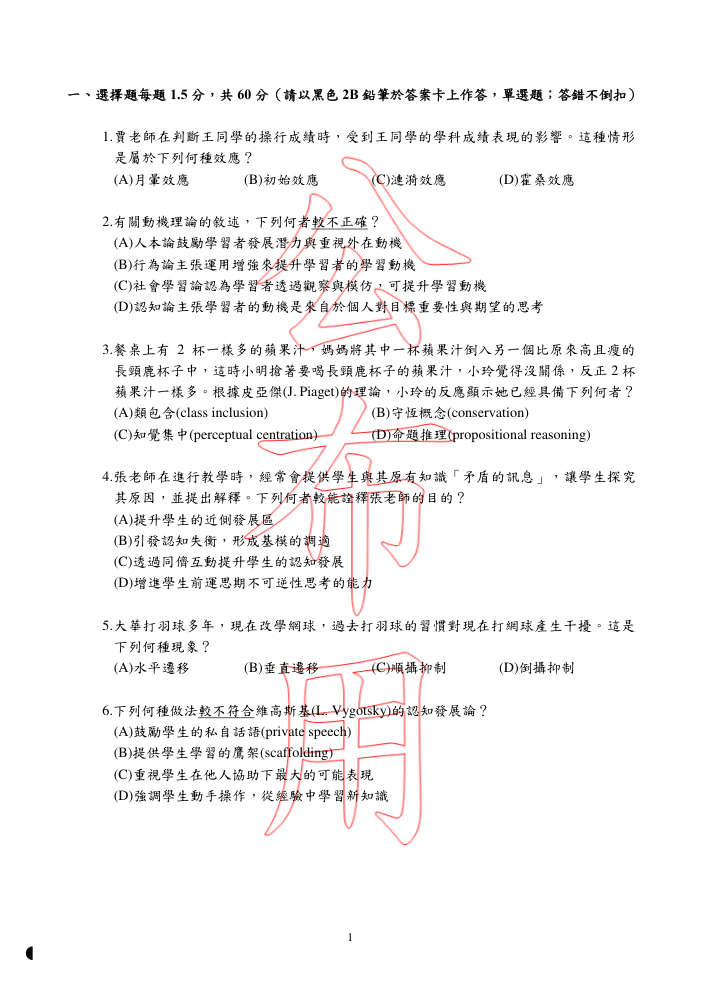 一、選擇題每題 1.5 分，共 60 分（請以黑色 2B 鉛筆於答案卡上作答，單選題；答錯不倒扣）
1.賈老師在判斷王同學的操行成績時，受到王同學的學科成績表現的影響。這種情形
是屬於下列何種效應？
(A)月暈效應 (B)初始效應 (C)漣漪效應 (D)霍桑效應
2.有關動機理論的敘述，下列何者較不正確？
(A)人本論鼓勵學習者發展潛力與重視外在動機
(B)行為論主張運用增強來提升學習者的學習動機
(C)社會學習論認為學習者透過觀察與模仿，可提升學習動機
(D)認知論主張學習者的動機是來自於個人對目標重要性與期望的思考
3.餐桌上有 2 杯一樣多的蘋果汁，媽媽將其中一杯蘋果汁倒入另一個比原來高且瘦的
長頸鹿杯子中，這時小明搶著要喝長頸鹿杯子的蘋果汁，小玲覺得沒關係，反正 2 杯
蘋果汁一樣多。根據皮亞傑(J. Piaget)的理論，小玲的反應顯示她已經具備下列何者？
(A)類包含(class inclusion) (B)守恆概念(conservation)
(C)知覺集中(perceptual centration) (D)命題推理(propositional reasoning)
4.張老師在進行教學時，經常會提供學生與其原有知識「矛盾的訊息」，讓學生探究
其原因，並提出解釋。下列何者較能詮釋張老師的目的？
(A)提升學生的近側發展區
(B)引發認知失衡，形成基模的調適
(C)透過同儕互動提升學生的認知發展
(D)增進學生前運思期不可逆性思考的能力
5.大華打羽球多年，現在改學網球，過去打羽球的習慣對現在打網球產生干擾。這是
下列何種現象？
(A)水平遷移 (B)垂直遷移 (C)順攝抑制 (D)倒攝抑制
6.下列何種做法較不符合維高斯基(L. Vygotsky)的認知發展論？
(A)鼓勵學生的私自話語(private speech)
(B)提供學生學習的鷹架(scaffolding)
(C)重視學生在他人協助下最大的可能表現
(D)強調學生動手操作，從經驗中學習新知識
公布用
1